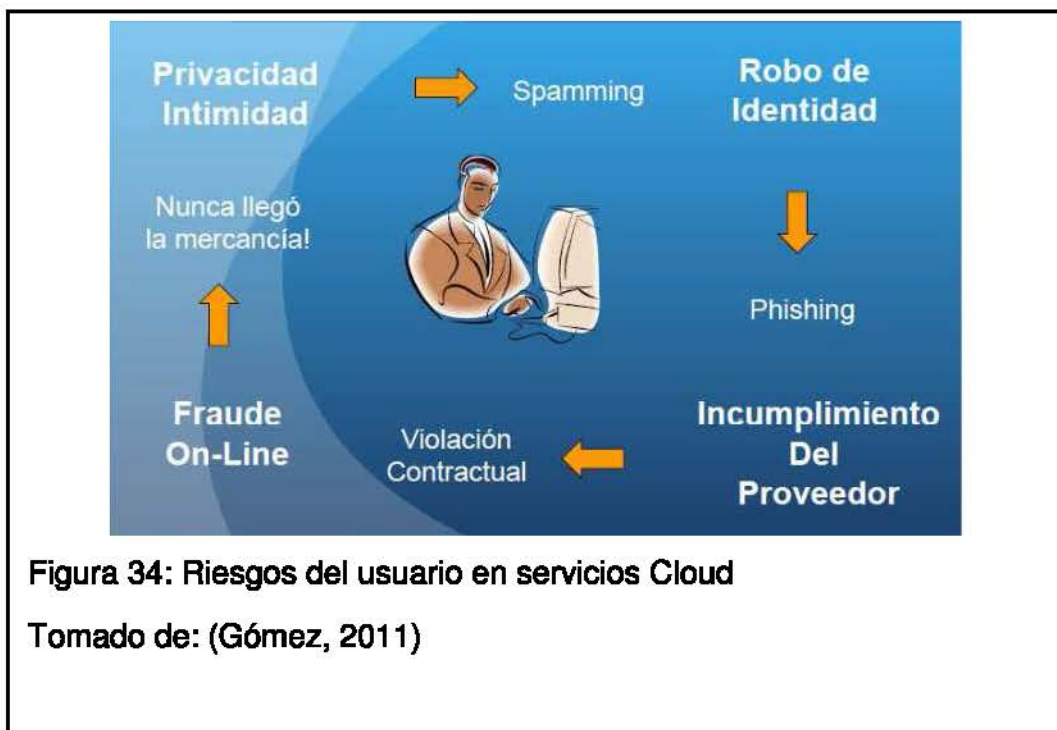 Privacidad
Intimidad
Spamming
Robo de
Identidad
Nunca llegó
la mercancía!
Phishing
Fraude
On-Line
Violación
Contractual
Incumplimiento
Del
Proveedor
Figura 34: Riesgos del usuario en servicios Cloud
Tomado de: (Gómez, 2011)